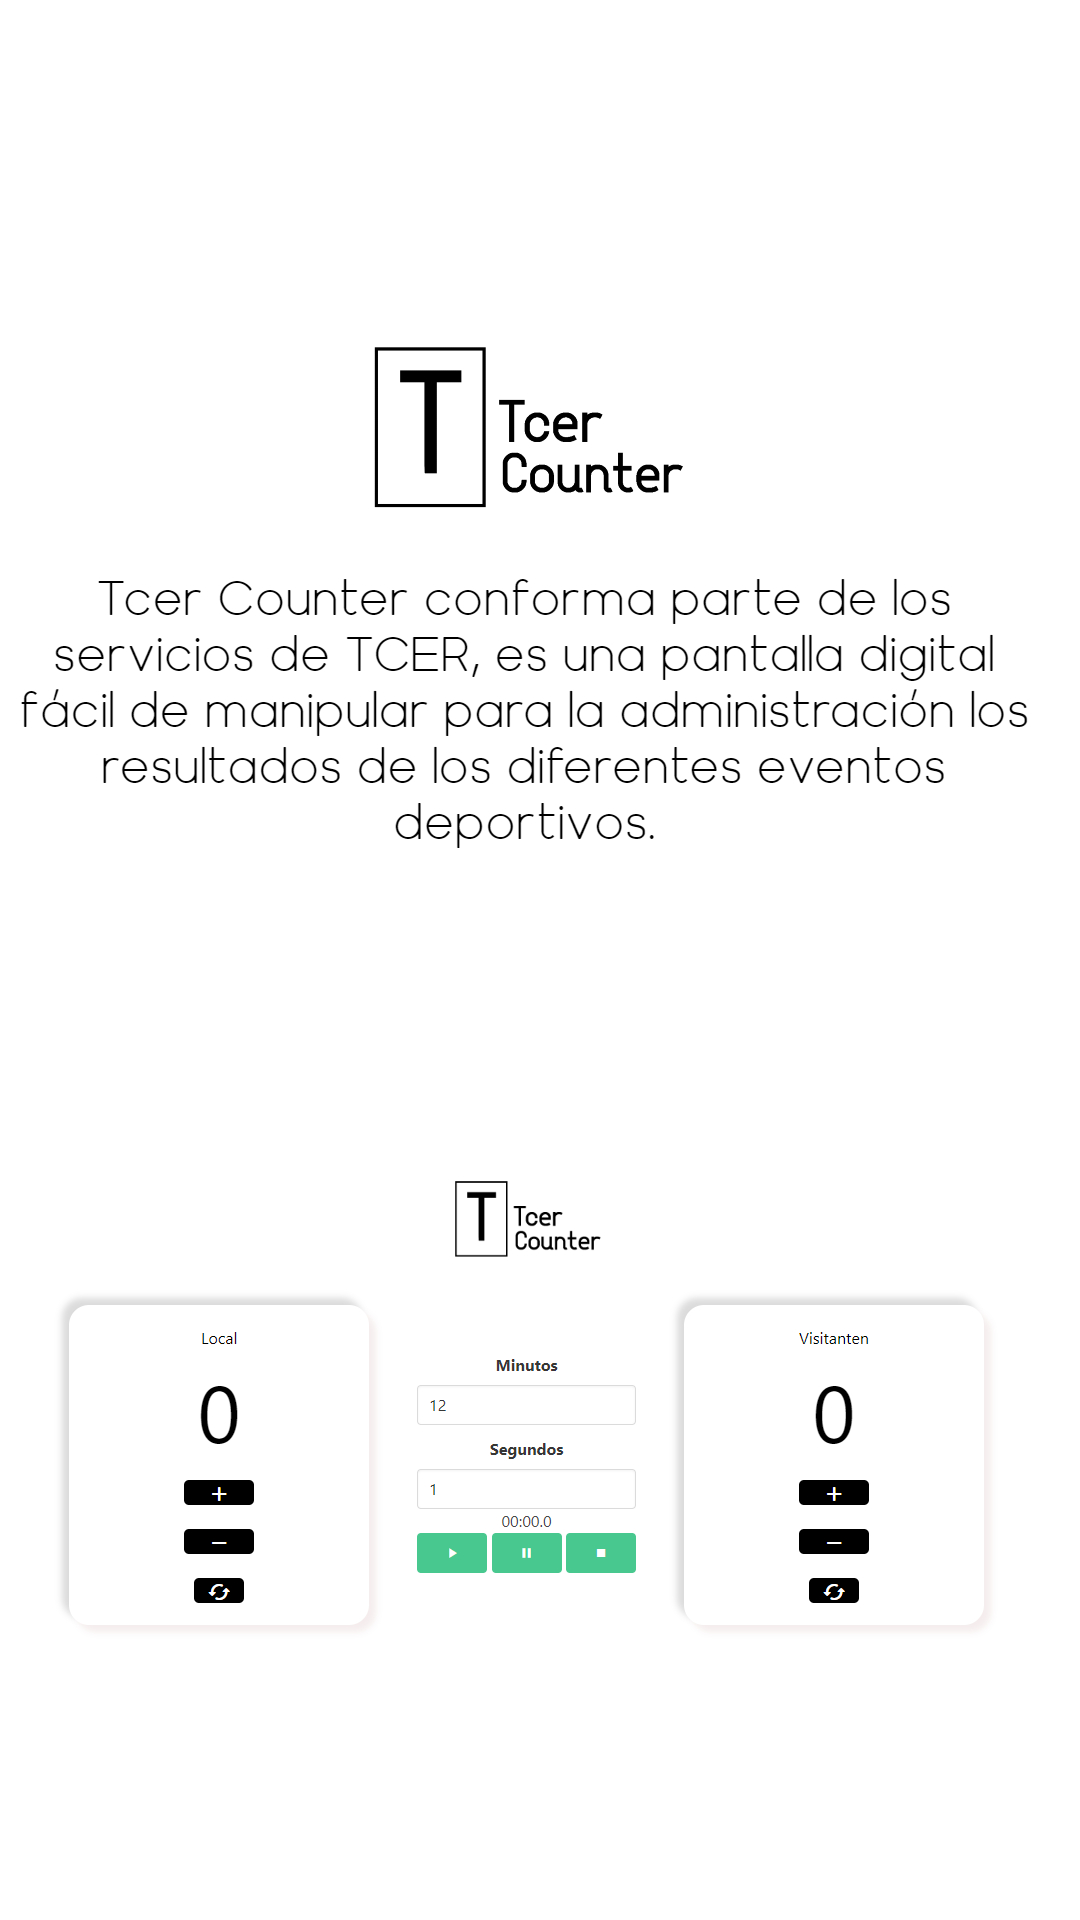 T
Tcer
Counter
Tcer Counter conforma parte de los
servicios de TCER, es una pantalla digital
fácil de manipular para la administración los
resultados de los diferentes eventos
deportivos.
T
Tcer
Counter
Local
0
+
−
Minutos
12
Segundos
1
00:00.0
Visitanten
0
+
−